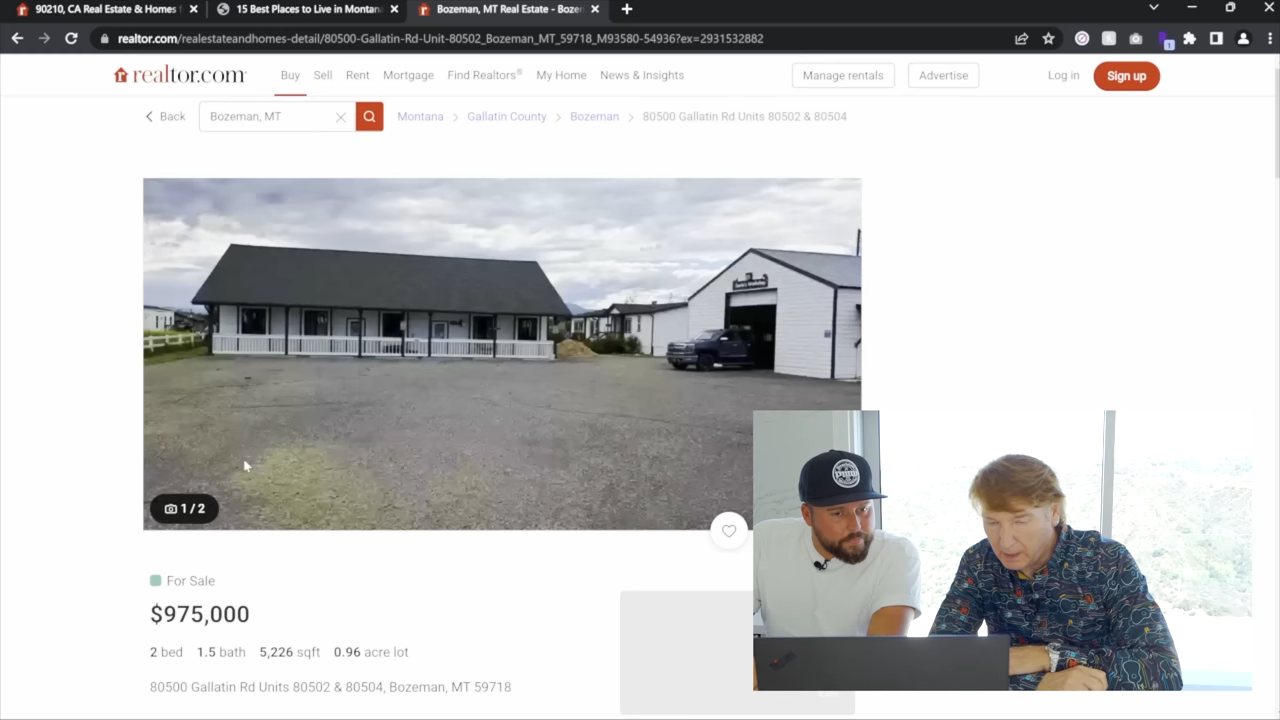 90210, CA Real Estate & Homes
15 Best Places to Live in Montana
Bozeman, MT Real Estate - Bozen
realtor.com/realestateandhomes-detail/80500-Gallatin-Rd-Unit-80502_Bozeman_MT_59718_M93580-54936?ex=2931532882
1
realtor.com®
Buy Sell Rent Mortgage Find Realtors® My Home News & Insights
Manage rentals Advertise Log in Sign up
Back Bozeman, MT Montana > Gallatin County > Bozeman > 80500 Gallatin Rd Units 80502 & 80504
1 / 2
For Sale
$975,000
2 bed 1.5 bath 5,226 sqft 0.96 acre lot
80500 Gallatin Rd Units 80502 & 80504, Bozeman, MT 59718